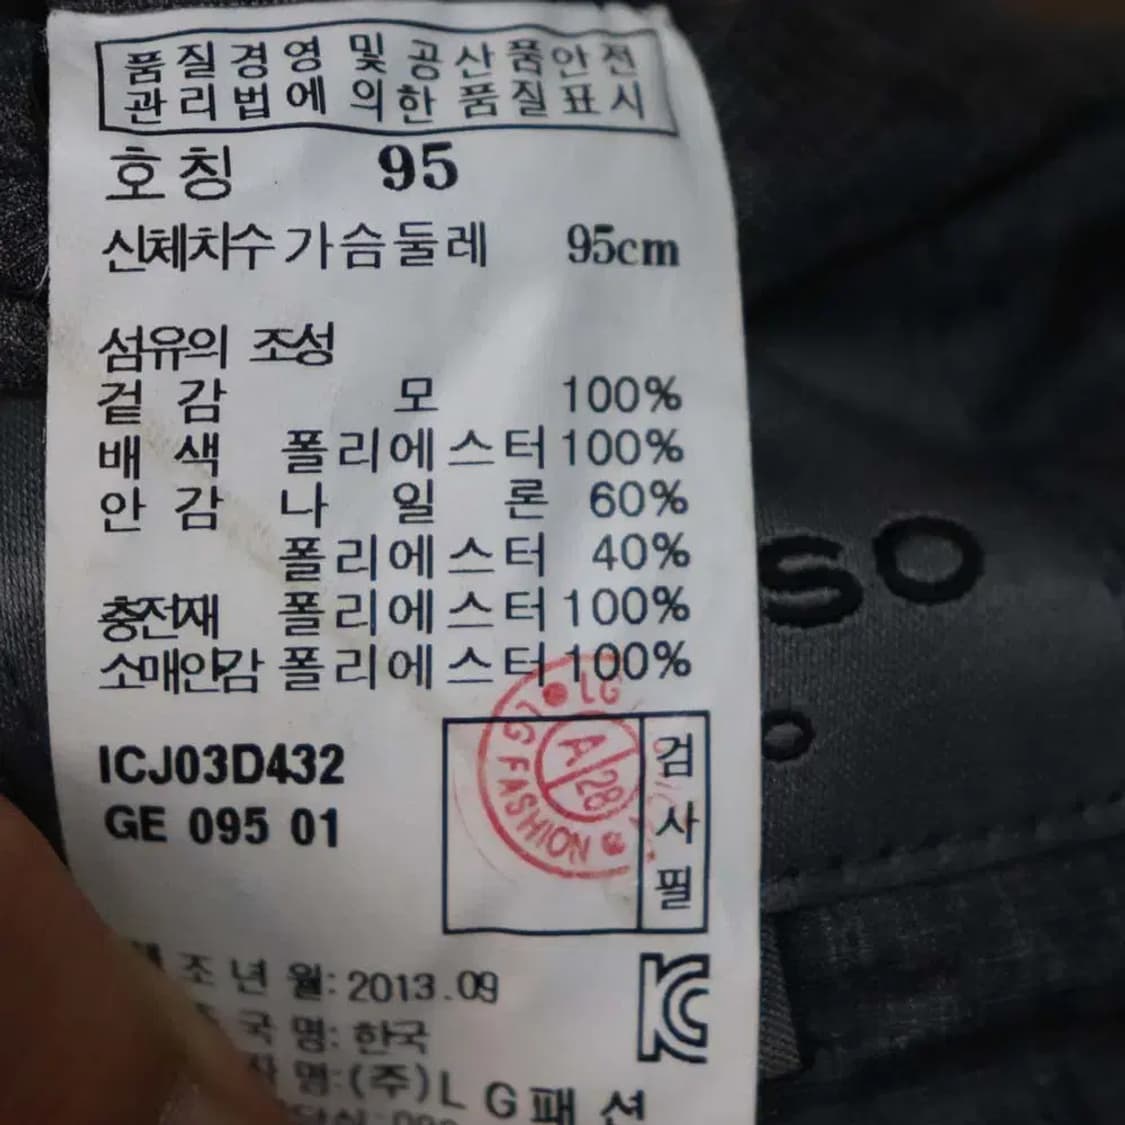 품질경영 및 공산품안전
관리법에 의한 품질표시
호칭 95
신체치수 가슴둘레 95cm
섬유의 조성
겉감 모 100%
배색 폴리에스터 100%
안감 나일론 60%
폴리에스터 40%
충전재 폴리에스터 100%
소매안감 폴리에스터 100%
ICJ03D432
GE 095 01
LG FASHION
A/28
21
검사필
조년월: 2013.09
국명: 한국
명: (주)LG패션
KC
so
o